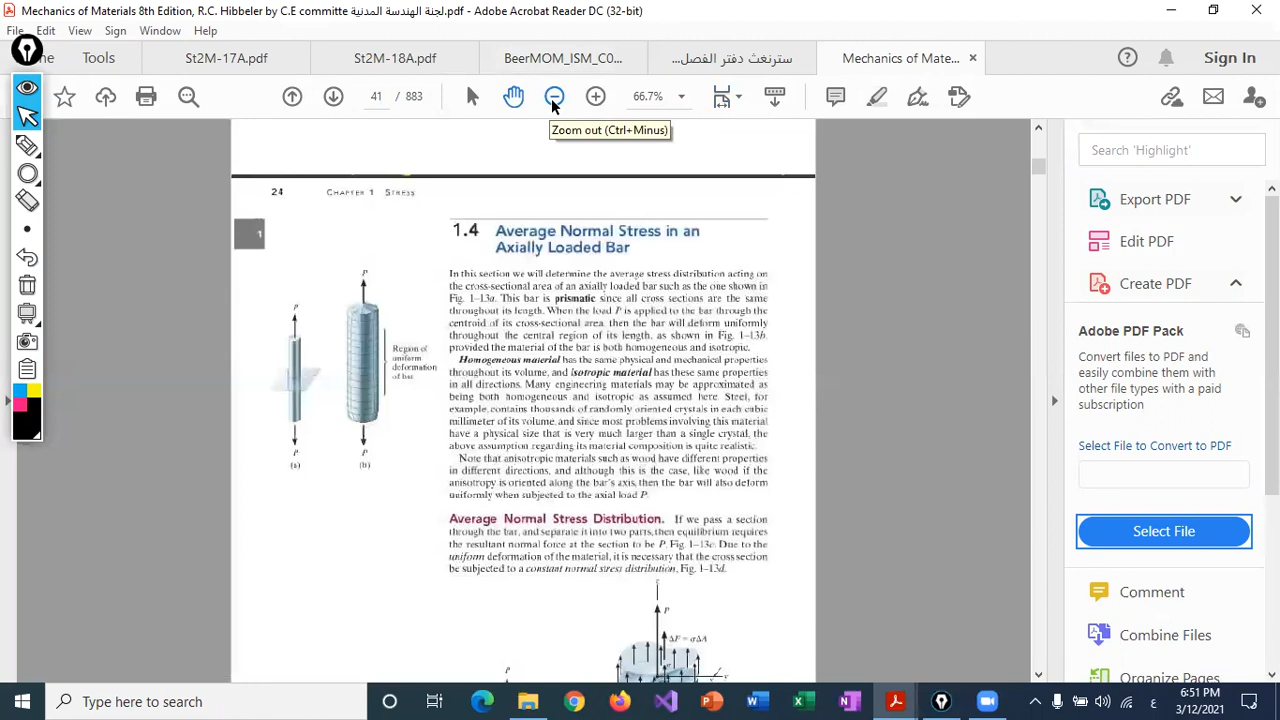 Mechanics of Materials 8th Edition, R.C. Hibbeler by C.E committe لجنة الهندسة المدنية.pdf - Adobe Acrobat Reader DC (32-bit)
File Edit View Sign Window Help
me Tools St2M-17A.pdf St2M-18A.pdf BeerMOM_ISM_C0... سترنغث دفتر الفصل... Mechanics of Mate... Sign In
41 / 883 66.7%
Zoom out (Ctrl+Minus)
24 CHAPTER 1 STRESS
1
1.4 Average Normal Stress in an
Axially Loaded Bar
In this section we will determine the average stress distribution acting on
the cross-sectional area of an axially loaded bar such as the one shown in
Fig. 1–13a. This bar is prismatic since all cross sections are the same
throughout its length. When the load P is applied to the bar through the
centroid of its cross-sectional area, then the bar will deform uniformly
throughout the central region of its length, as shown in Fig. 1–13b,
provided the material of the bar is both homogeneous and isotropic.
Homogeneous material has the same physical and mechanical properties
throughout its volume, and isotropic material has these same properties
in all directions. Many engineering materials may be approximated as
being both homogeneous and isotropic as assumed here. Steel, for
example, contains thousands of randomly oriented crystals in each cubic
millimeter of its volume, and since most problems involving this material
have a physical size that is very much larger than a single crystal, the
above assumption regarding its material composition is quite realistic.
Note that anisotropic materials such as wood have different properties
in different directions, and although this is the case, like wood if the
anisotropy is oriented along the bar's axis, then the bar will also deform
uniformly when subjected to the axial load P.
Average Normal Stress Distribution. If we pass a section
through the bar, and separate it into two parts, then equilibrium requires
the resultant normal force at the section to be P, Fig. 1–13c. Due to the
uniform deformation of the material, it is necessary that the cross section
be subjected to a constant normal stress distribution, Fig. 1–13d.
P
P
Region of
uniform
deformation
of bar
P
P
(a)
(b)
z
P
ΔF = σΔA
P
Search 'Highlight'
Export PDF
Edit PDF
Create PDF
Adobe PDF Pack
Convert files to PDF and
easily combine them with
other file types with a paid
subscription
Select File to Convert to PDF
Select File
Comment
Combine Files
Organize Pages
Type here to search
ع
6:51 PM
3/12/2021